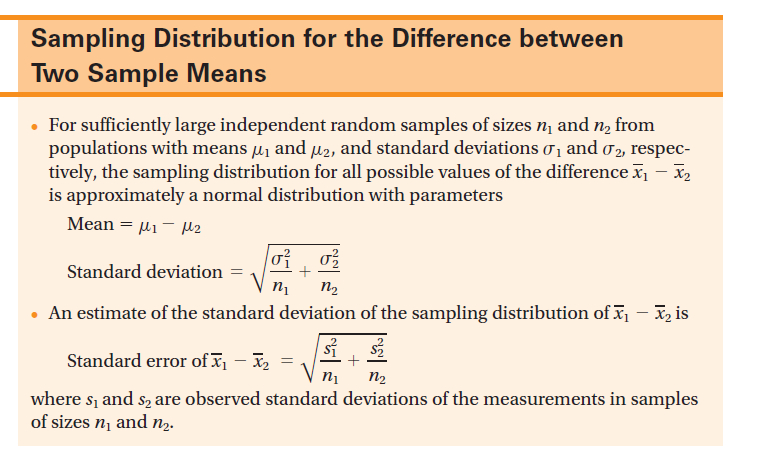 Sampling Distribution for the Difference between
Two Sample Means
• For sufficiently large independent random samples of sizes n₁ and n₂ from
populations with means μ₁ and μ₂, and standard deviations σ₁ and σ₂, respec-
tively, the sampling distribution for all possible values of the difference x̄₁ − x̄₂
is approximately a normal distribution with parameters
Mean = μ₁ − μ₂
Standard deviation = √(σ₁²/n₁ + σ₂²/n₂)
• An estimate of the standard deviation of the sampling distribution of x̄₁ − x̄₂ is
Standard error of x̄₁ − x̄₂ = √(s₁²/n₁ + s₂²/n₂)
where s₁ and s₂ are observed standard deviations of the measurements in samples
of sizes n₁ and n₂.